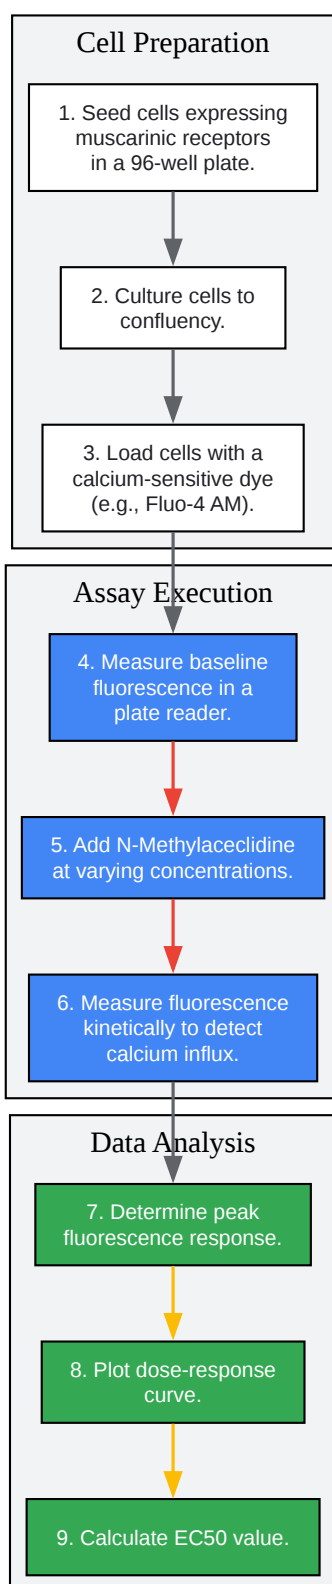 Cell Preparation
1. Seed cells expressing
muscarinic receptors
in a 96-well plate.
2. Culture cells to
confluency.
3. Load cells with a
calcium-sensitive dye
(e.g., Fluo-4 AM).
Assay Execution
4. Measure baseline
fluorescence in a
plate reader.
5. Add N-Methylaceclidine
at varying concentrations.
6. Measure fluorescence
kinetically to detect
calcium influx.
Data Analysis
7. Determine peak
fluorescence response.
8. Plot dose-response
curve.
9. Calculate EC50 value.